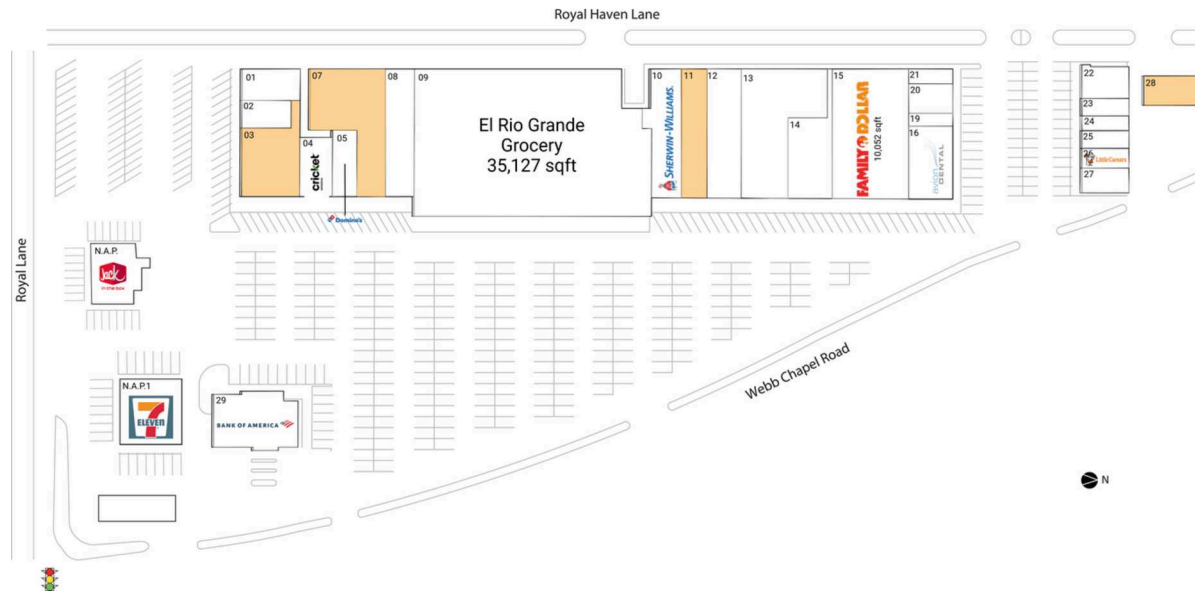 Royal Haven Lane
Royal Lane
01
02
03
04
cricket
05
Domino's
07
08
09
El Rio Grande
Grocery
35,127 sqft
10
SHERWIN-WILLIAMS.
11
12
13
14
15
FAMILY DOLLAR
10,052 sqft
21
20
19
16
avion
DENTAL
22
23
24
25
26
Little Caesars
27
28
N.A.P.
Jack
in the box
N.A.P.1
7
ELEVEN
29
BANK OF AMERICA
Webb Chapel Road
N